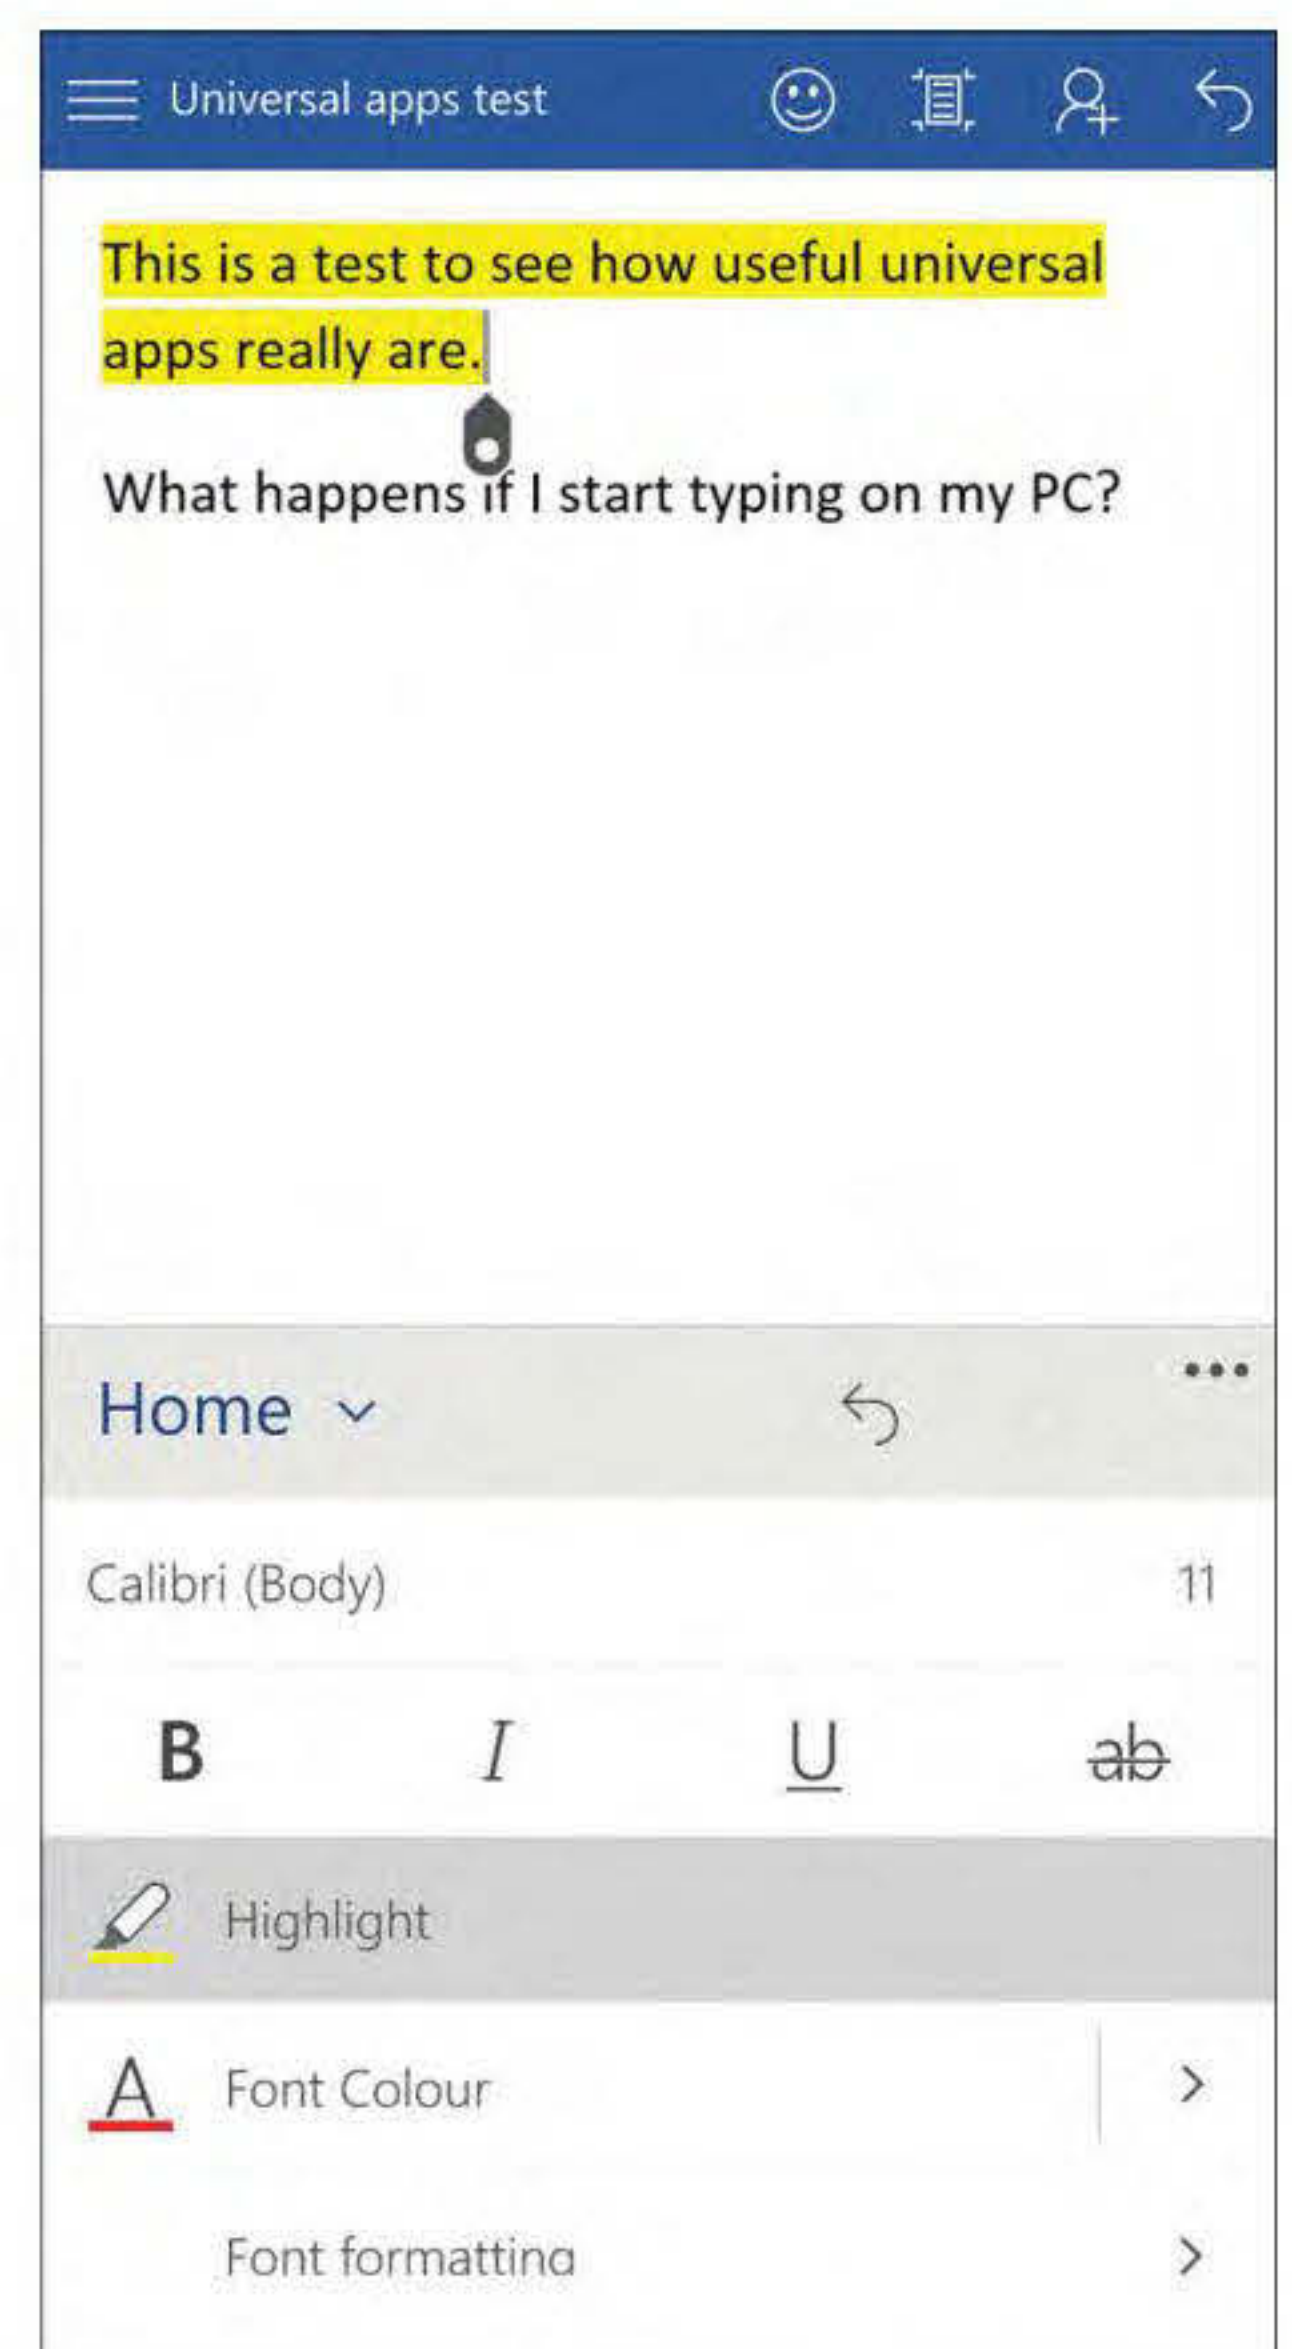 Universal apps test
This is a test to see how useful universal
apps really are.
What happens if I start typing on my PC?
Home
Calibri (Body) 11
B I U ab
Highlight
A Font Colour
Font formatting